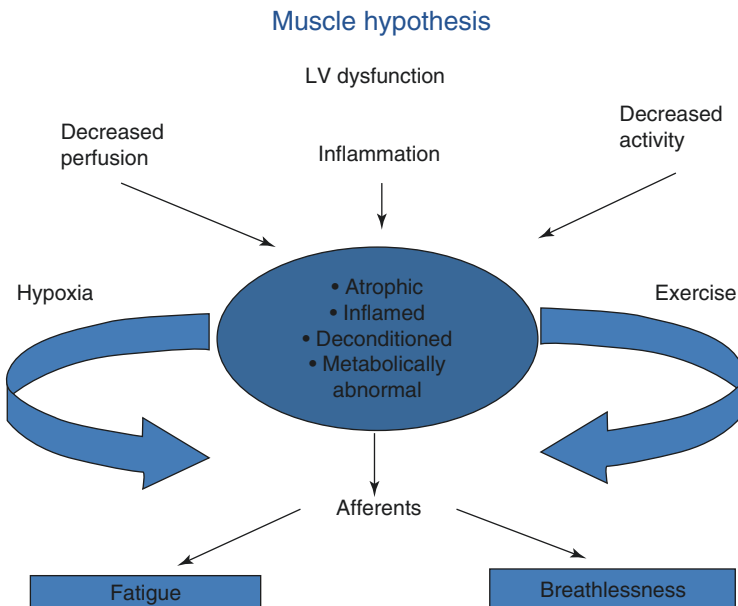 Muscle hypothesis
LV dysfunction
Decreased
perfusion
Inflammation
Decreased
activity
Hypoxia
• Atrophic
• Inflamed
• Deconditioned
• Metabolically
abnormal
Exercise
Afferents
Fatigue
Breathlessness